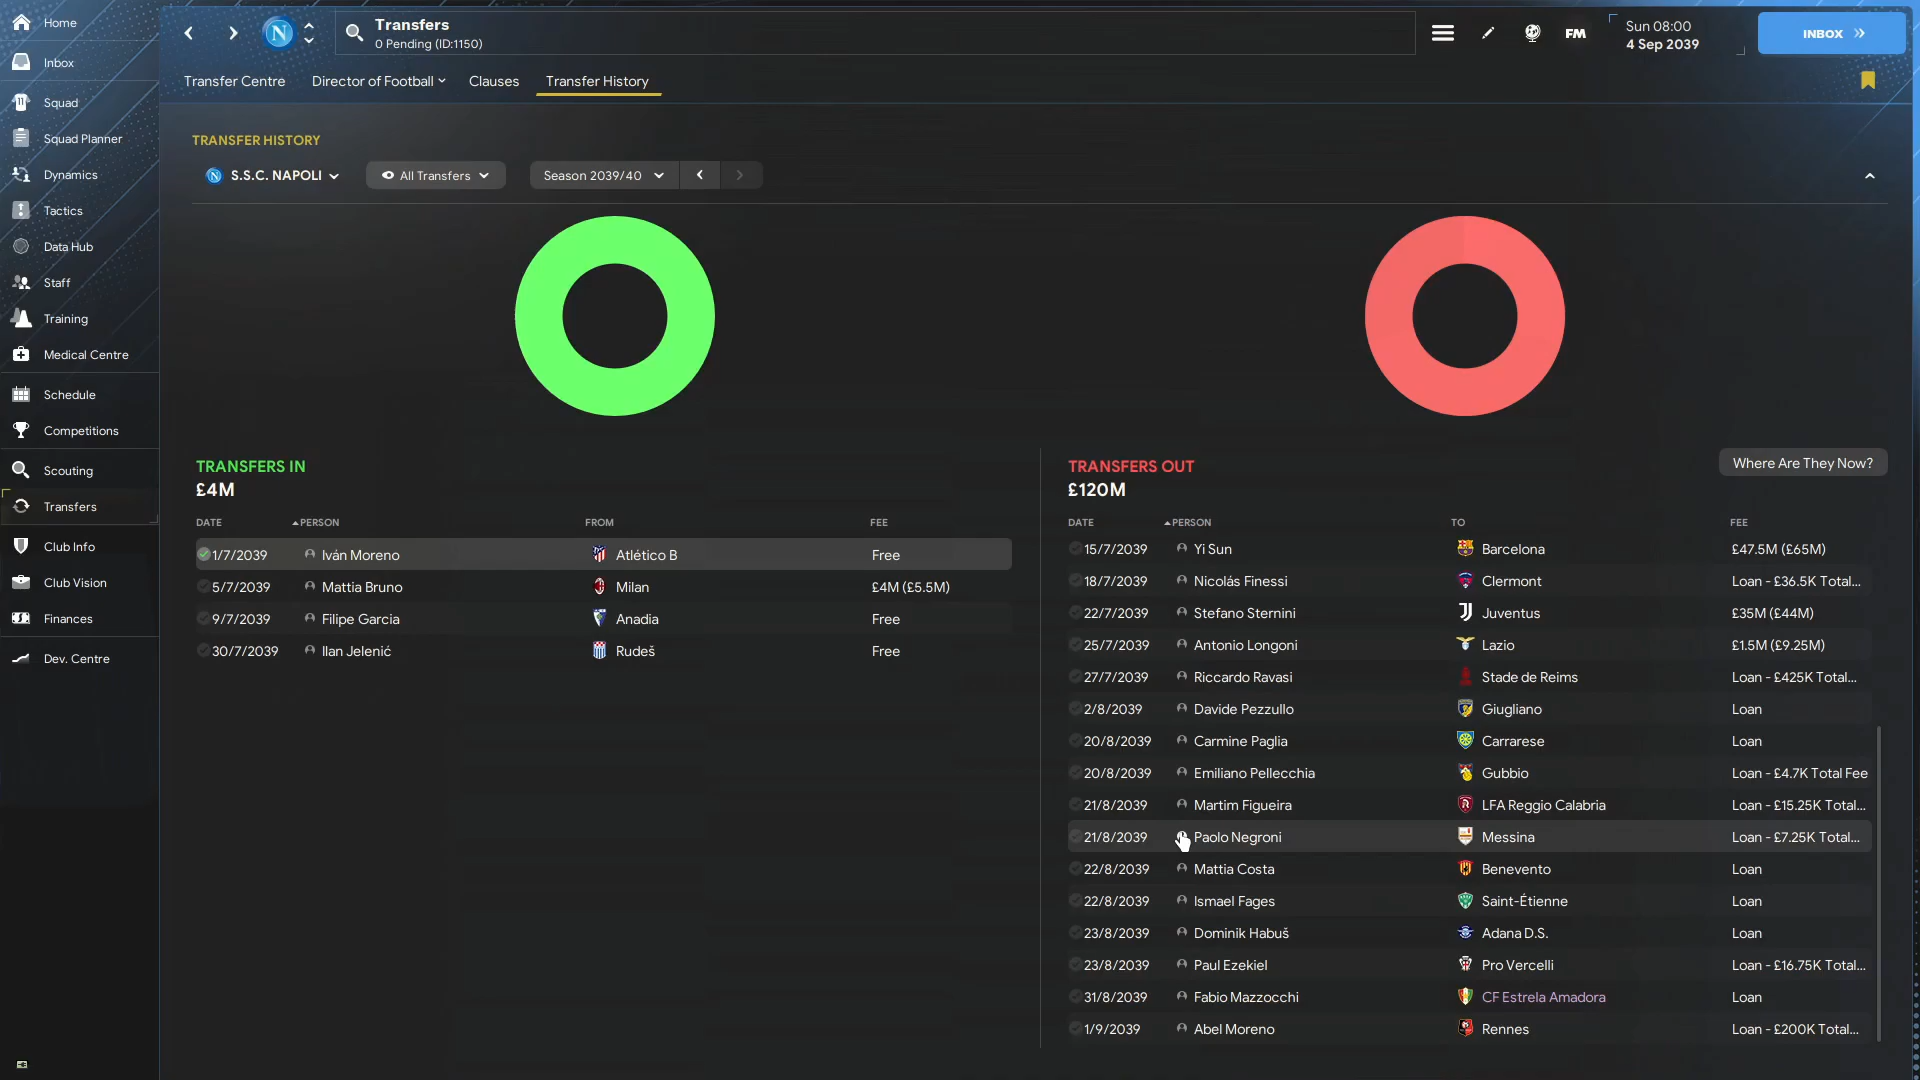 Home
Inbox
Squad
Squad Planner
Dynamics
Tactics
Data Hub
Staff
Training
Medical Centre
Schedule
Competitions
Scouting
Transfers
Club Info
Club Vision
Finances
Dev. Centre
Transfers
0 Pending (ID:1150)
FM
Sun 08:00
4 Sep 2039
INBOX
Transfer Centre Director of Football Clauses Transfer History
TRANSFER HISTORY
S.S.C. NAPOLI All Transfers Season 2039/40
TRANSFERS IN
£4M
DATE PERSON FROM FEE
1/7/2039 Iván Moreno Atlético B Free
5/7/2039 Mattia Bruno Milan £4M (£5.5M)
9/7/2039 Filipe Garcia Anadia Free
30/7/2039 Ilan Jelenić Rudeš Free
TRANSFERS OUT
£120M
Where Are They Now?
DATE PERSON TO FEE
15/7/2039 Yi Sun Barcelona £47.5M (£65M)
18/7/2039 Nicolás Finessi Clermont Loan - £36.5K Total...
22/7/2039 Stefano Sternini Juventus £35M (£44M)
25/7/2039 Antonio Longoni Lazio £1.5M (£9.25M)
27/7/2039 Riccardo Ravasi Stade de Reims Loan - £425K Total...
2/8/2039 Davide Pezzullo Giugliano Loan
20/8/2039 Carmine Paglia Carrarese Loan
20/8/2039 Emiliano Pellecchia Gubbio Loan - £4.7K Total Fee
21/8/2039 Martim Figueira LFA Reggio Calabria Loan - £15.25K Total...
21/8/2039 Paolo Negroni Messina Loan - £7.25K Total...
22/8/2039 Mattia Costa Benevento Loan
22/8/2039 Ismael Fages Saint-Étienne Loan
23/8/2039 Dominik Habuš Adana D.S. Loan
23/8/2039 Paul Ezekiel Pro Vercelli Loan - £16.75K Total...
31/8/2039 Fabio Mazzocchi CF Estrela Amadora Loan
1/9/2039 Abel Moreno Rennes Loan - £200K Total...